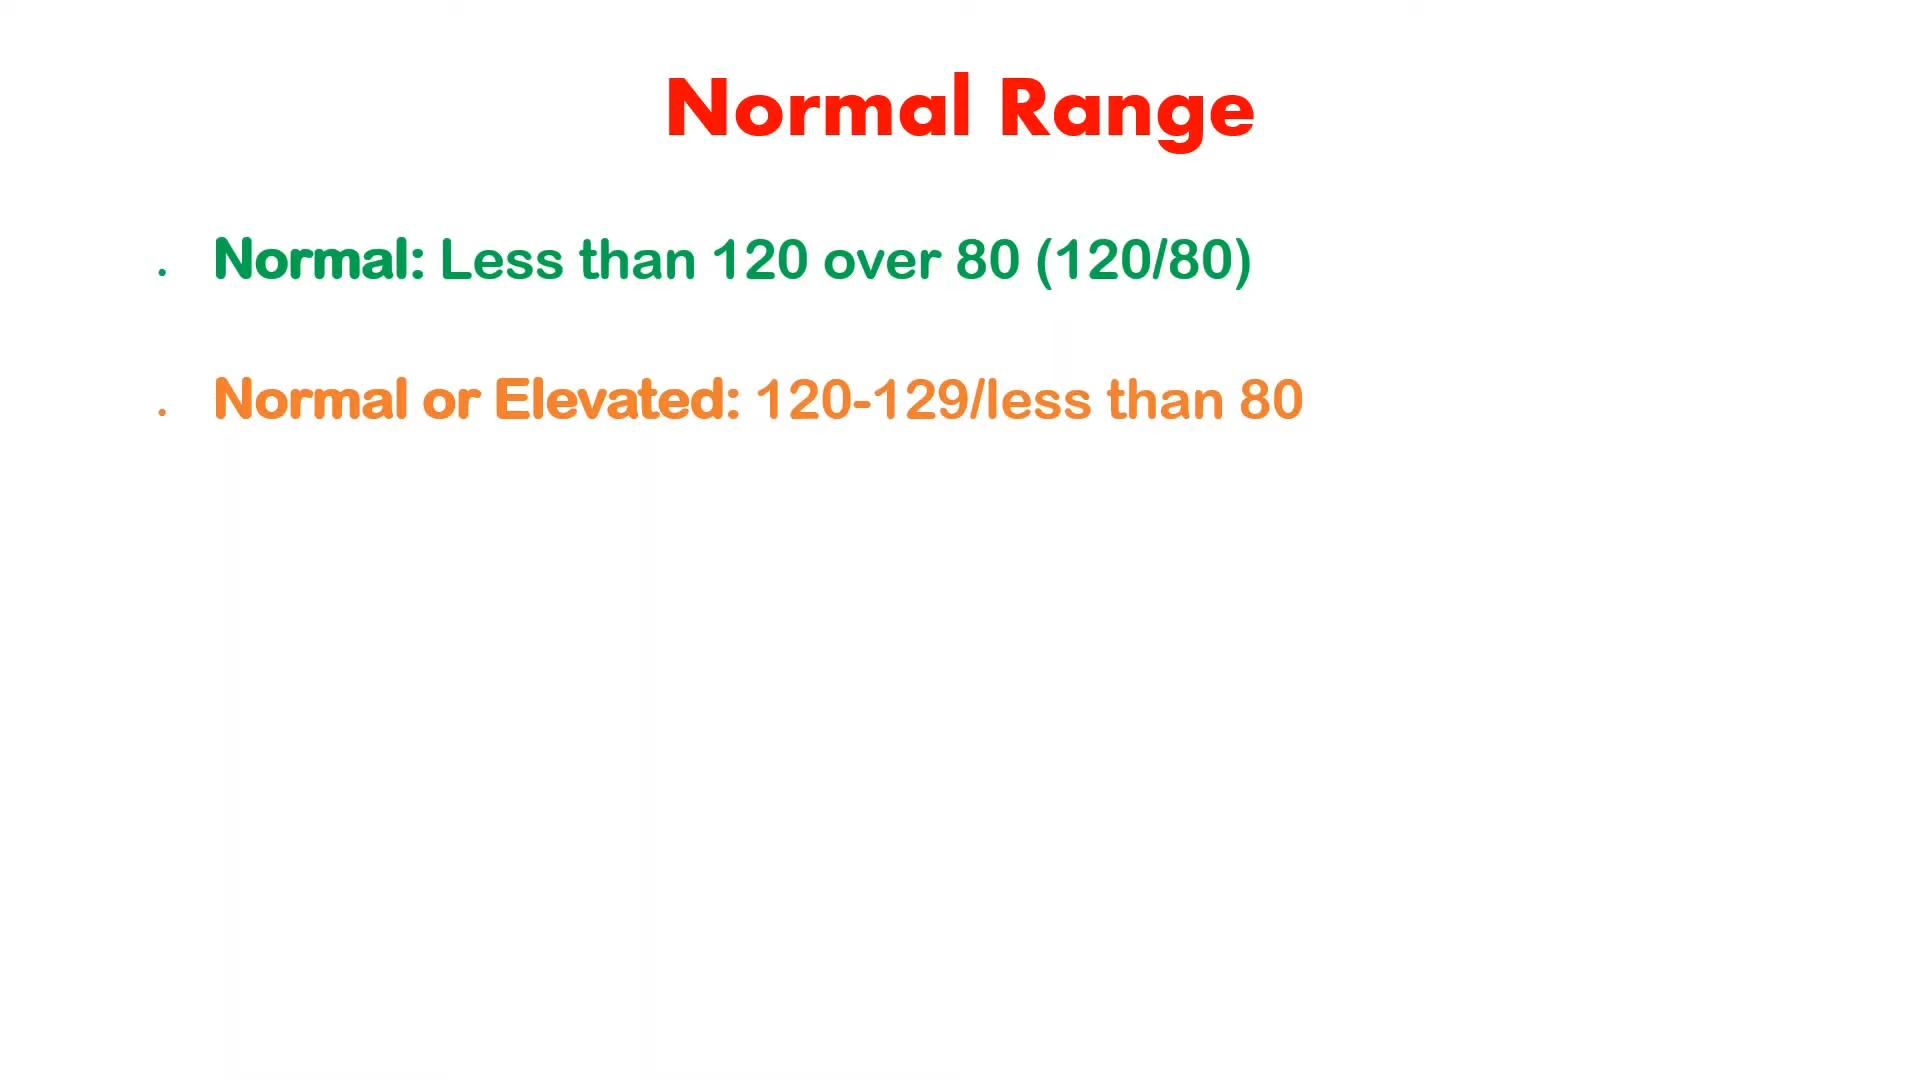 Normal Range
. Normal: Less than 120 over 80 (120/80)
. Normal or Elevated: 120-129/less than 80